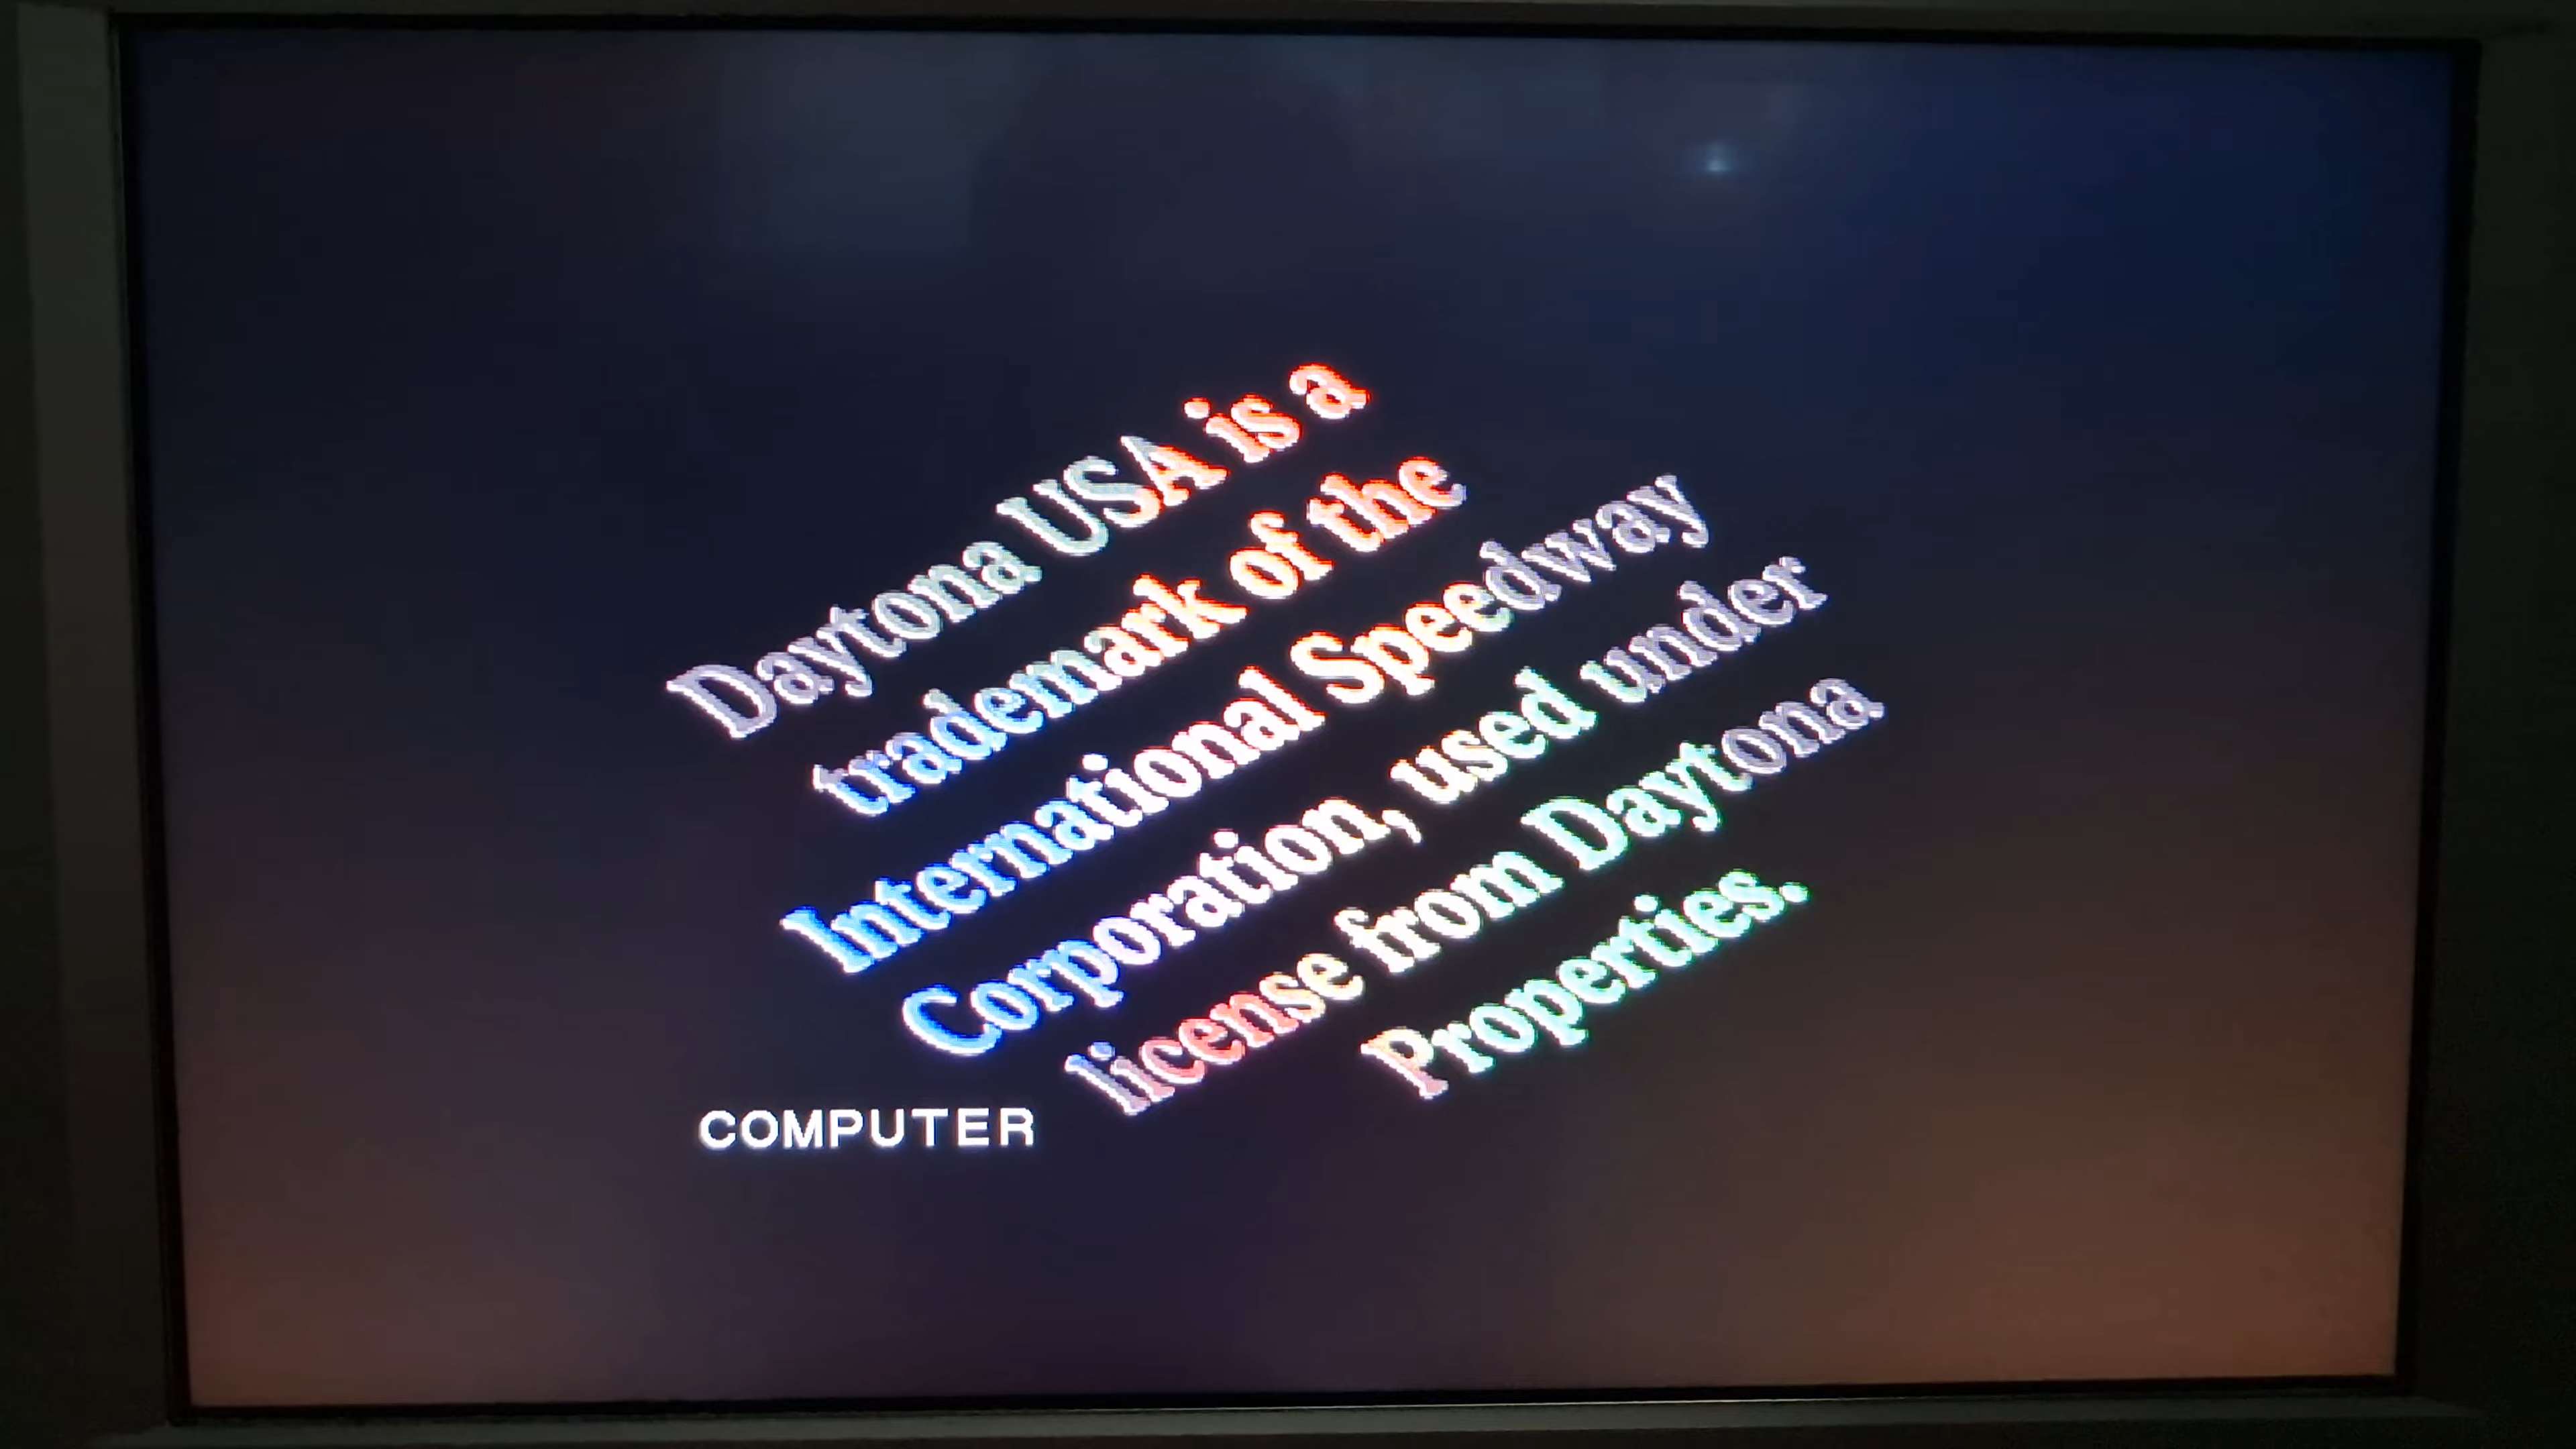 Daytona USA is a
trademark of the
International Speedway
Corporation, used under
license from Daytona
Properties.
COMPUTER